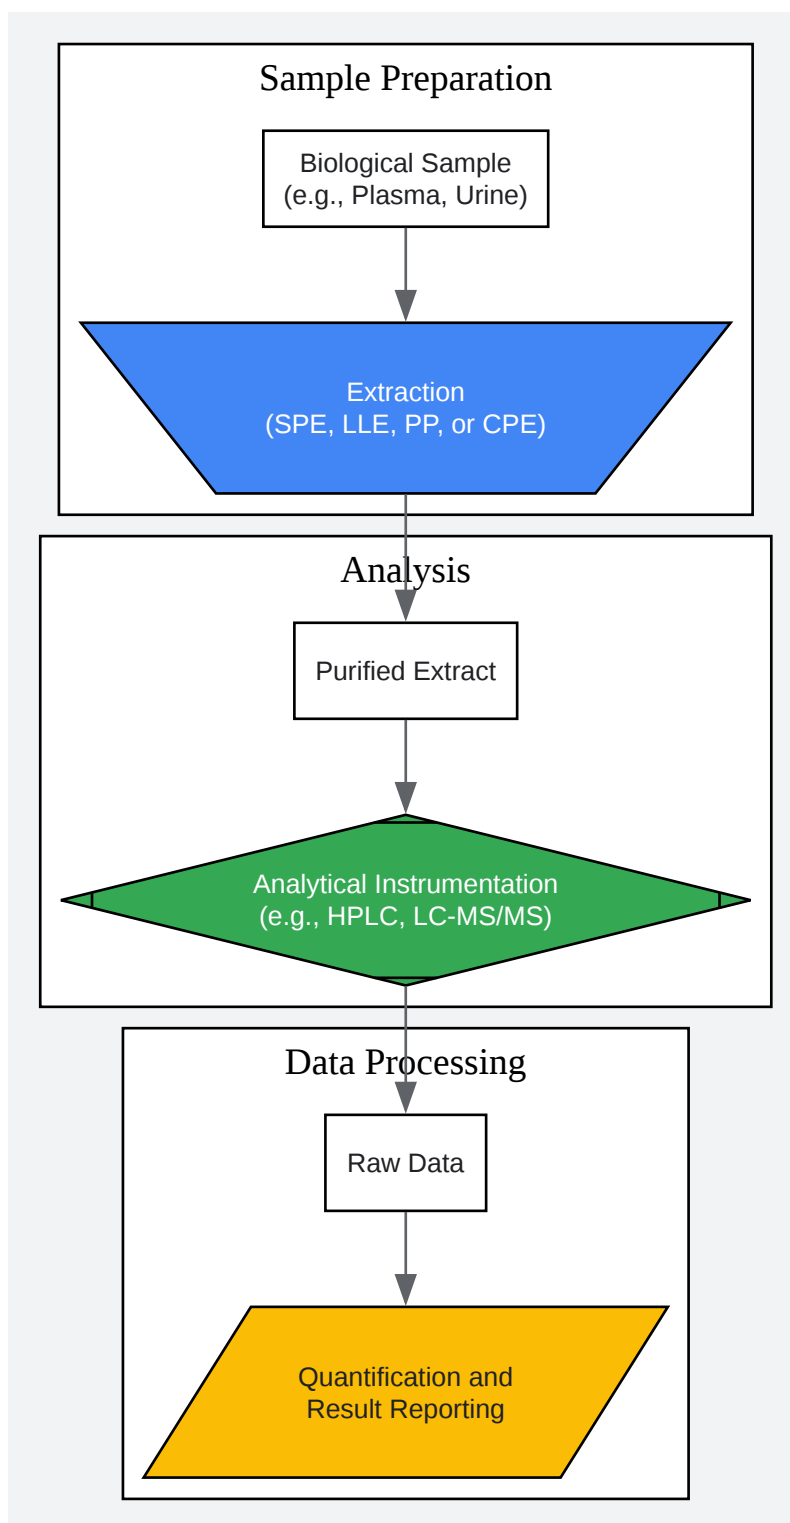 Sample Preparation
Biological Sample
(e.g., Plasma, Urine)
Extraction
(SPE, LLE, PP, or CPE)
Analysis
Purified Extract
Analytical Instrumentation
(e.g., HPLC, LC-MS/MS)
Data Processing
Raw Data
Quantification and
Result Reporting